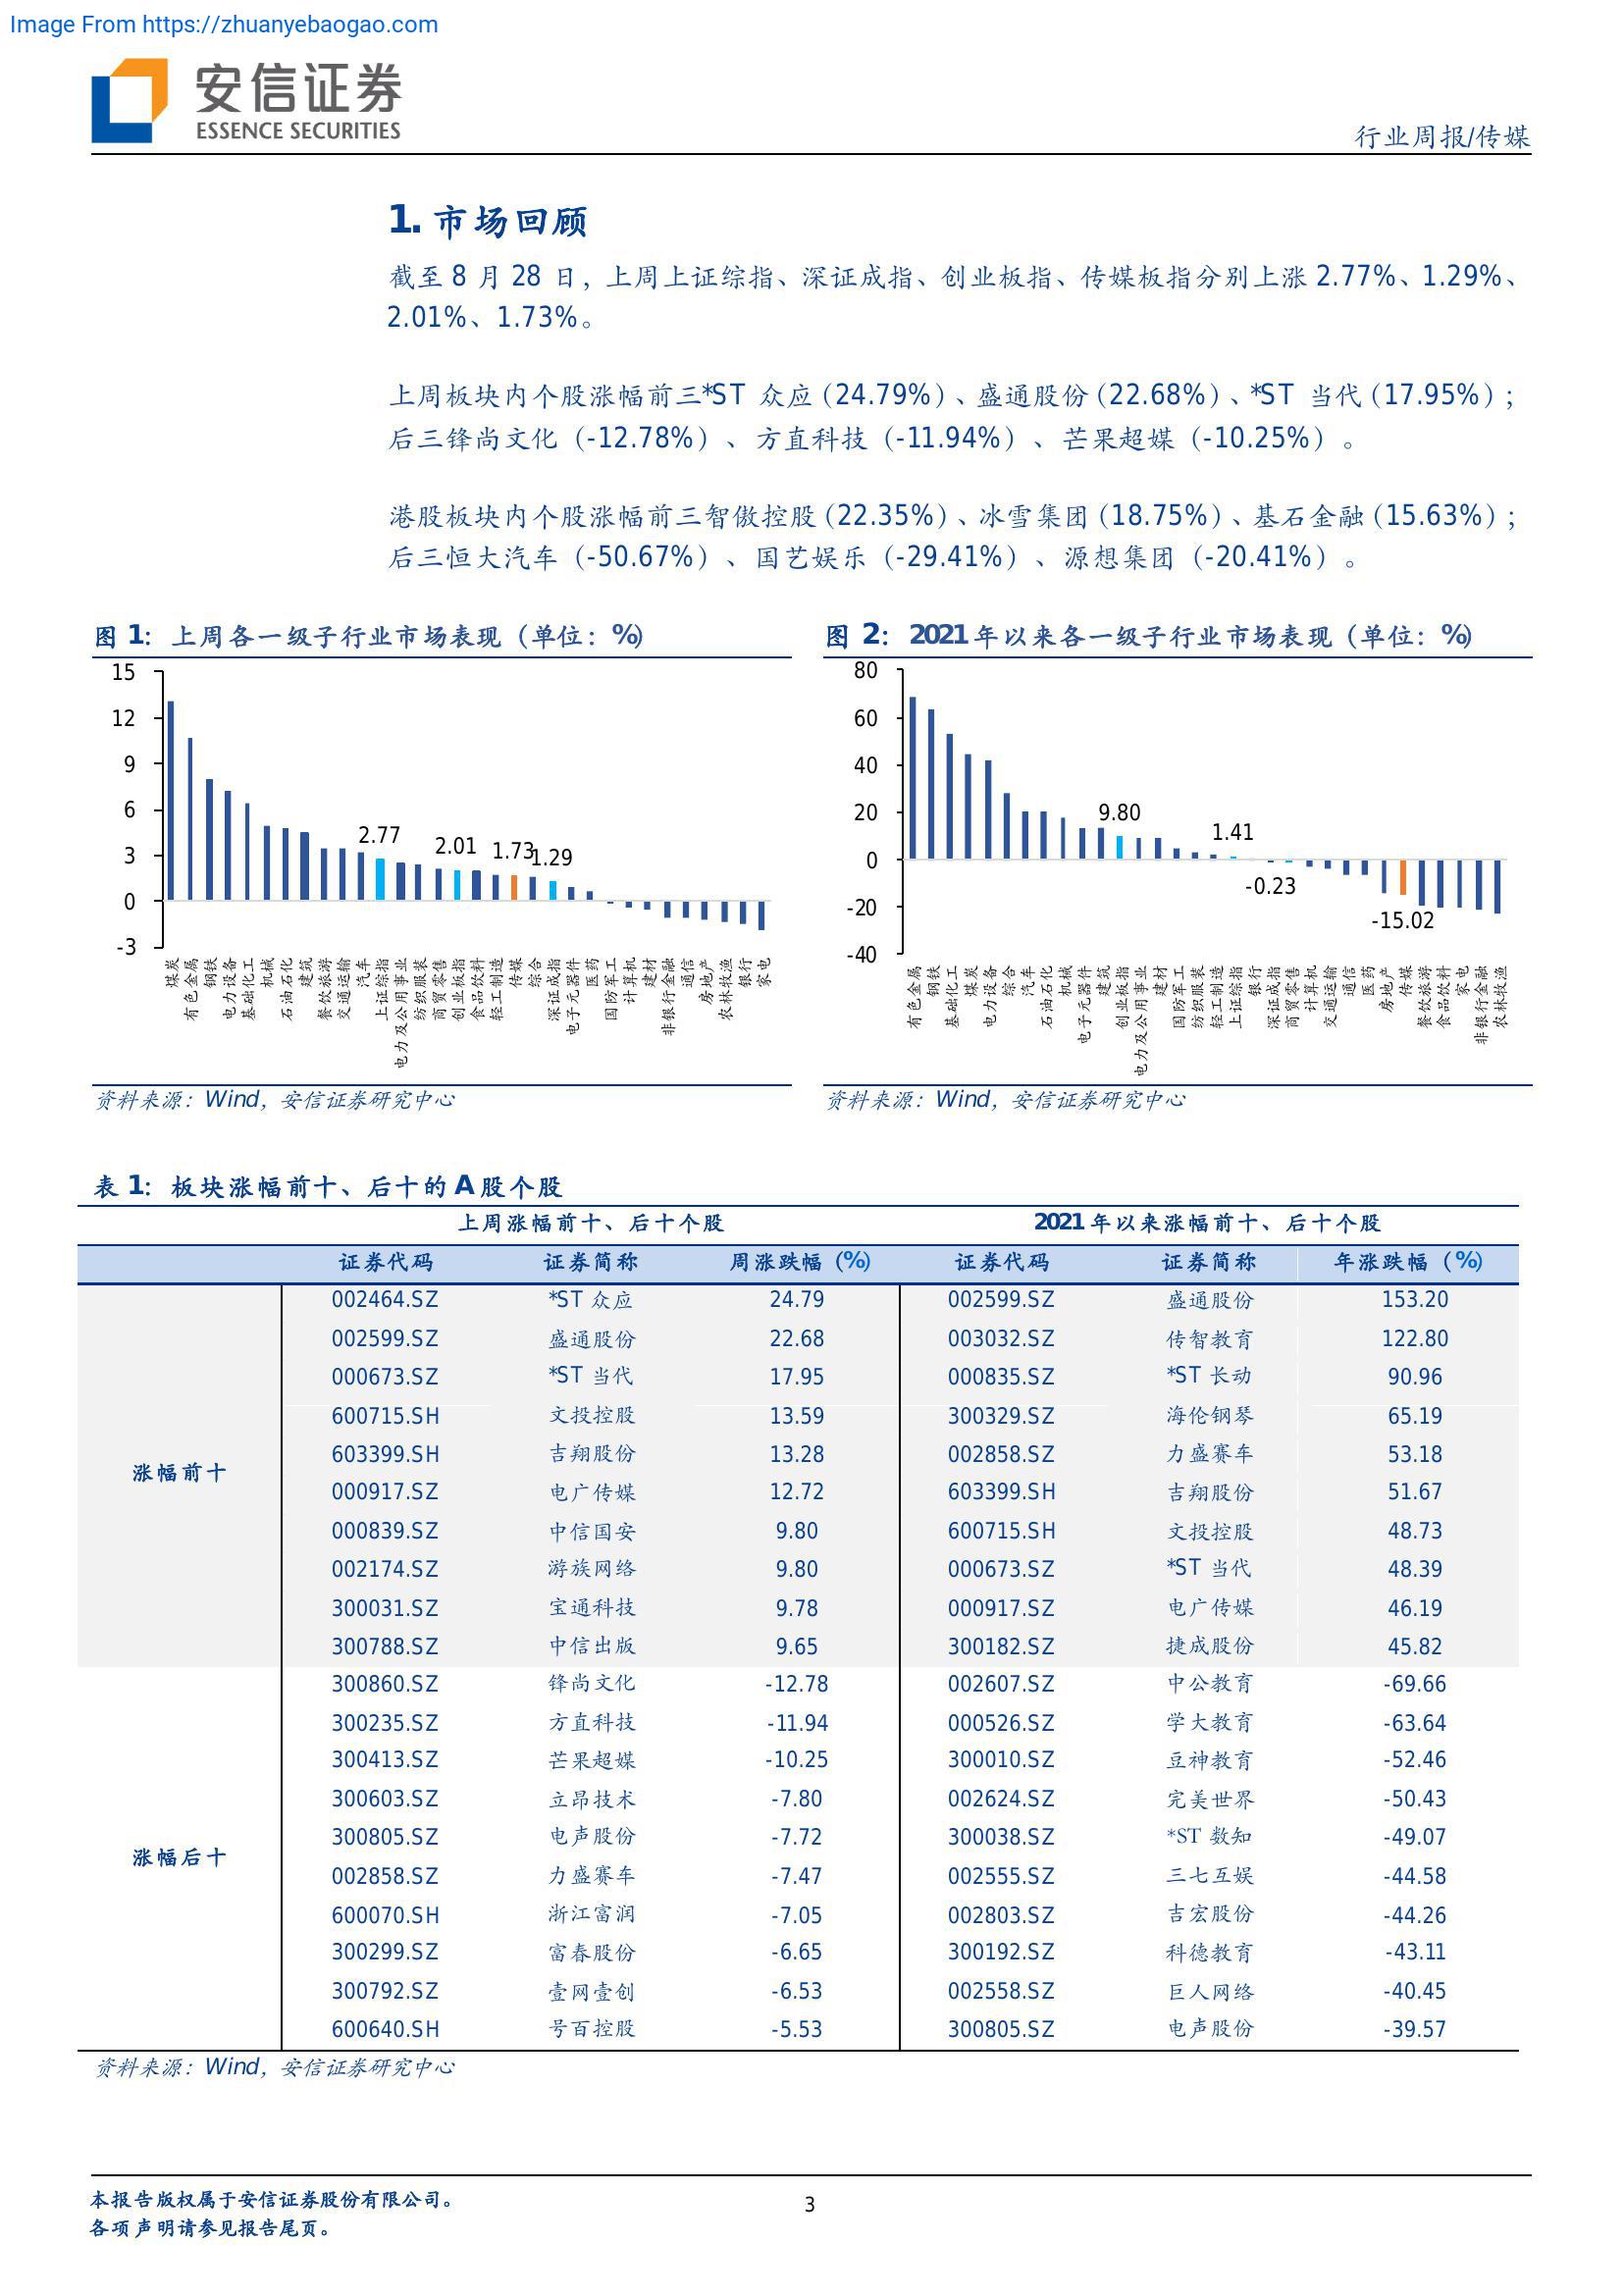 Image From https://zhuanyebaogao.com
安信证券
ESSENCE SECURITIES
行业周报/传媒
1. 市场回顾
截至 8 月 28 日，上周上证综指、深证成指、创业板指、传媒板指分别上涨 2.77%、1.29%、
2.01%、1.73%。
上周板块内个股涨幅前三*ST 众应（24.79%）、盛通股份（22.68%）、*ST 当代（17.95%）；
后三锋尚文化（-12.78%）、方直科技（-11.94%）、芒果超媒（-10.25%）。
港股板块内个股涨幅前三智傲控股（22.35%）、冰雪集团（18.75%）、基石金融（15.63%）；
后三恒大汽车（-50.67%）、国艺娱乐（-29.41%）、源想集团（-20.41%）。
图 1：上周各一级子行业市场表现（单位：%）
15
12
9
6
3
0
-3
2.77
2.01
1.73
1.29
煤炭
有色金属
钢铁
电力设备
基础化工
机械
石油石化
建筑
餐饮旅游
交通运输
汽车
上证综指
电力及公用事业
纺织服装
商贸零售
创业板指
食品饮料
轻工制造
传媒
综合
深证成指
电子元器件
医药
国防军工
计算机
建材
非银行金融
通信
房地产
农林牧渔
银行
家电
资料来源：Wind，安信证券研究中心
图 2：2021 年以来各一级子行业市场表现（单位：%）
80
60
40
20
0
-20
-40
9.80
1.41
-0.23
-15.02
有色金属
钢铁
基础化工
煤炭
电力设备
综合
汽车
石油石化
机械
电子元器件
建筑
创业板指
电力及公用事业
建材
国防军工
纺织服装
轻工制造
上证综指
银行
深证成指
商贸零售
计算机
交通运输
通信
医药
房地产
传媒
餐饮旅游
食品饮料
家电
非银行金融
农林牧渔
资料来源：Wind，安信证券研究中心
表 1：板块涨幅前十、后十的 A 股个股
上周涨幅前十、后十个股 2021 年以来涨幅前十、后十个股
证券代码 证券简称 周涨跌幅（%） 证券代码 证券简称 年涨跌幅（%）
涨幅前十
002464.SZ *ST 众应 24.79 002599.SZ 盛通股份 153.20
002599.SZ 盛通股份 22.68 003032.SZ 传智教育 122.80
000673.SZ *ST 当代 17.95 000835.SZ *ST 长动 90.96
600715.SH 文投控股 13.59 300329.SZ 海伦钢琴 65.19
603399.SH 吉翔股份 13.28 002858.SZ 力盛赛车 53.18
000917.SZ 电广传媒 12.72 603399.SH 吉翔股份 51.67
000839.SZ 中信国安 9.80 600715.SH 文投控股 48.73
002174.SZ 游族网络 9.80 000673.SZ *ST 当代 48.39
300031.SZ 宝通科技 9.78 000917.SZ 电广传媒 46.19
300788.SZ 中信出版 9.65 300182.SZ 捷成股份 45.82
涨幅后十
300860.SZ 锋尚文化 -12.78 002607.SZ 中公教育 -69.66
300235.SZ 方直科技 -11.94 000526.SZ 学大教育 -63.64
300413.SZ 芒果超媒 -10.25 300010.SZ 豆神教育 -52.46
300603.SZ 立昂技术 -7.80 002624.SZ 完美世界 -50.43
300805.SZ 电声股份 -7.72 300038.SZ *ST 数知 -49.07
002858.SZ 力盛赛车 -7.47 002555.SZ 三七互娱 -44.58
600070.SH 浙江富润 -7.05 002803.SZ 吉宏股份 -44.26
300299.SZ 富春股份 -6.65 300192.SZ 科德教育 -43.11
300792.SZ 壹网壹创 -6.53 002558.SZ 巨人网络 -40.45
600640.SH 号百控股 -5.53 300805.SZ 电声股份 -39.57
资料来源：Wind，安信证券研究中心
本报告版权属于安信证券股份有限公司。
各项声明请参见报告尾页。
3